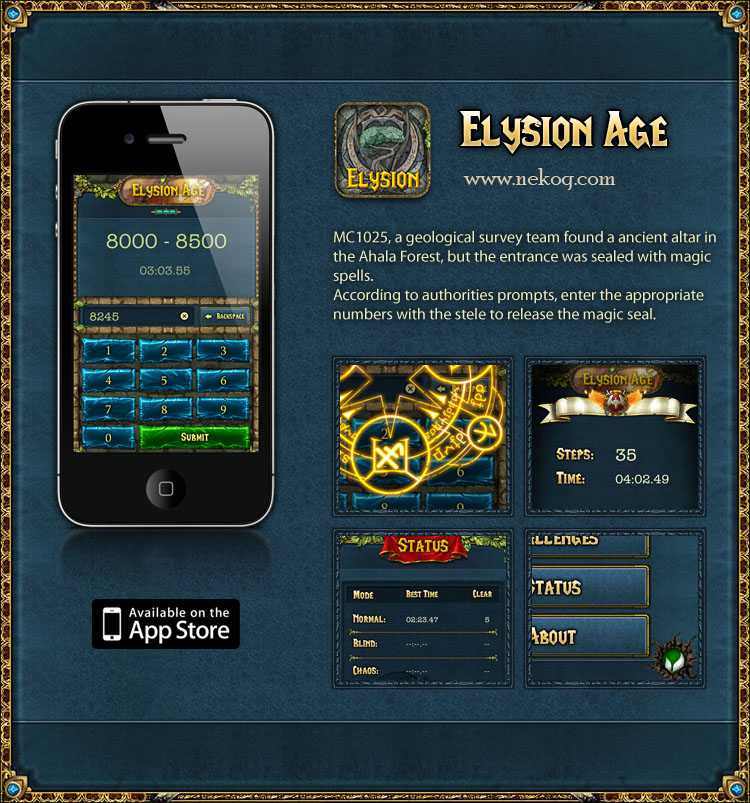 Elysion Age
8000 - 8500
03:03.55
8245
Backspace
1 2 3
4 5 6
7 8 9
0 Submit
Available on the
App Store
Elysion
Elysion Age
www.nekog.com
MC1025, a geological survey team found a ancient altar in
the Ahala Forest, but the entrance was sealed with magic
spells.
According to authorities prompts, enter the appropriate
numbers with the stele to release the magic seal.
2
6
8 9
Elysion Age
Steps: 35
Time: 04:02.49
Status
Mode Best Time Clear
Normal: 02:23.47 5
Blind: --:--.-- --
Chaos: --:--.-- --
Status
About